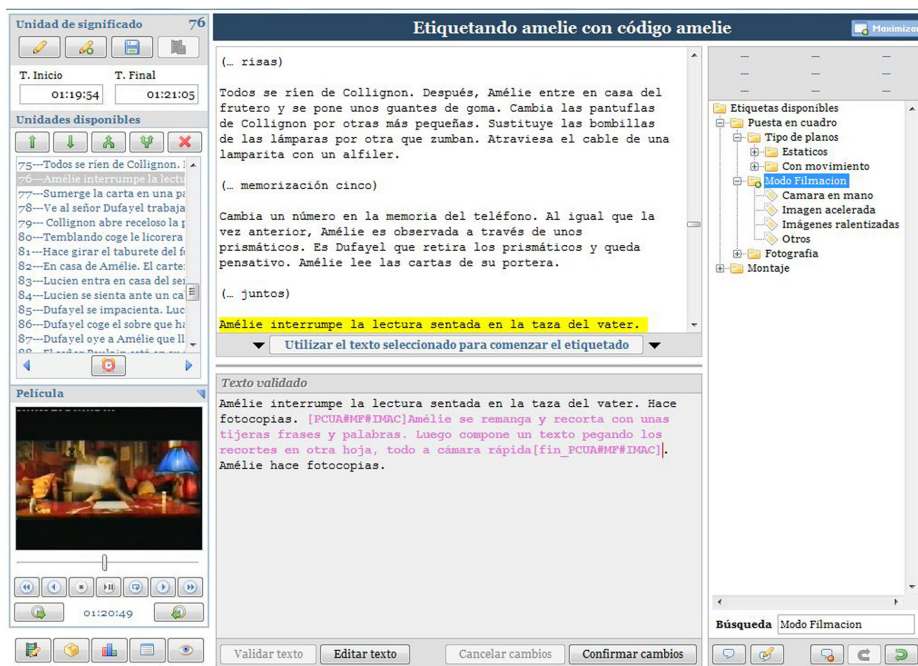 Unidad de significado 76
T. Inicio T. Final
01:19:54 01:21:05
Unidades disponibles
75---Todos se ríen de Collignon.
76---Amélie interrumpe la lectu
77---Sumerge la carta en una pa
78---Ve al señor Dufayel trabaja
79--- Collignon abre receloso la p
80---Temblando coge le licorera
81---Hace girar el taburete del f
82---En casa de Amélie. El carte
83---Lucien entra en casa del se
84---Lucien se sienta ante un ca
85---Dufayel se impacienta. Luc
86---Dufayel coge el sobre que h
87---Dufayel oye a Amélie que ll
Película
01:20:49
Etiquetando amelie con código amelie
Maximizar
(… risas)
Todos se ríen de Collignon. Después, Amélie entre en casa del
frutero y se pone unos guantes de goma. Cambia las pantuflas
de Collignon por otras más pequeñas. Sustituye las bombillas
de las lámparas por otra que zumban. Atraviesa el cable de una
lamparita con un alfiler.
(… memorización cinco)
Cambia un número en la memoria del teléfono. Al igual que la
vez anterior, Amélie es observada a través de unos
prismáticos. Es Dufayel que retira los prismáticos y queda
pensativo. Amélie lee las cartas de su portera.
(… juntos)
Amélie interrumpe la lectura sentada en la taza del vater.
Utilizar el texto seleccionado para comenzar el etiquetado
Texto validado
Amélie interrumpe la lectura sentada en la taza del vater. Hace
fotocopias. [PCUA#MF#IMAC]Amélie se remanga y recorta con unas
tijeras frases y palabras. Luego compone un texto pegando los
recortes en otra hoja, todo a cámara rápida[fin_PCUA#MF#IMAC].
Amélie hace fotocopias.
Validar texto Editar texto Cancelar cambios Confirmar cambios
Etiquetas disponibles
Puesta en cuadro
Tipo de planos
Estaticos
Con movimiento
Modo Filmacion
Camara en mano
Imagen acelerada
Imágenes ralentizadas
Otros
Fotografia
Montaje
Búsqueda Modo Filmacion